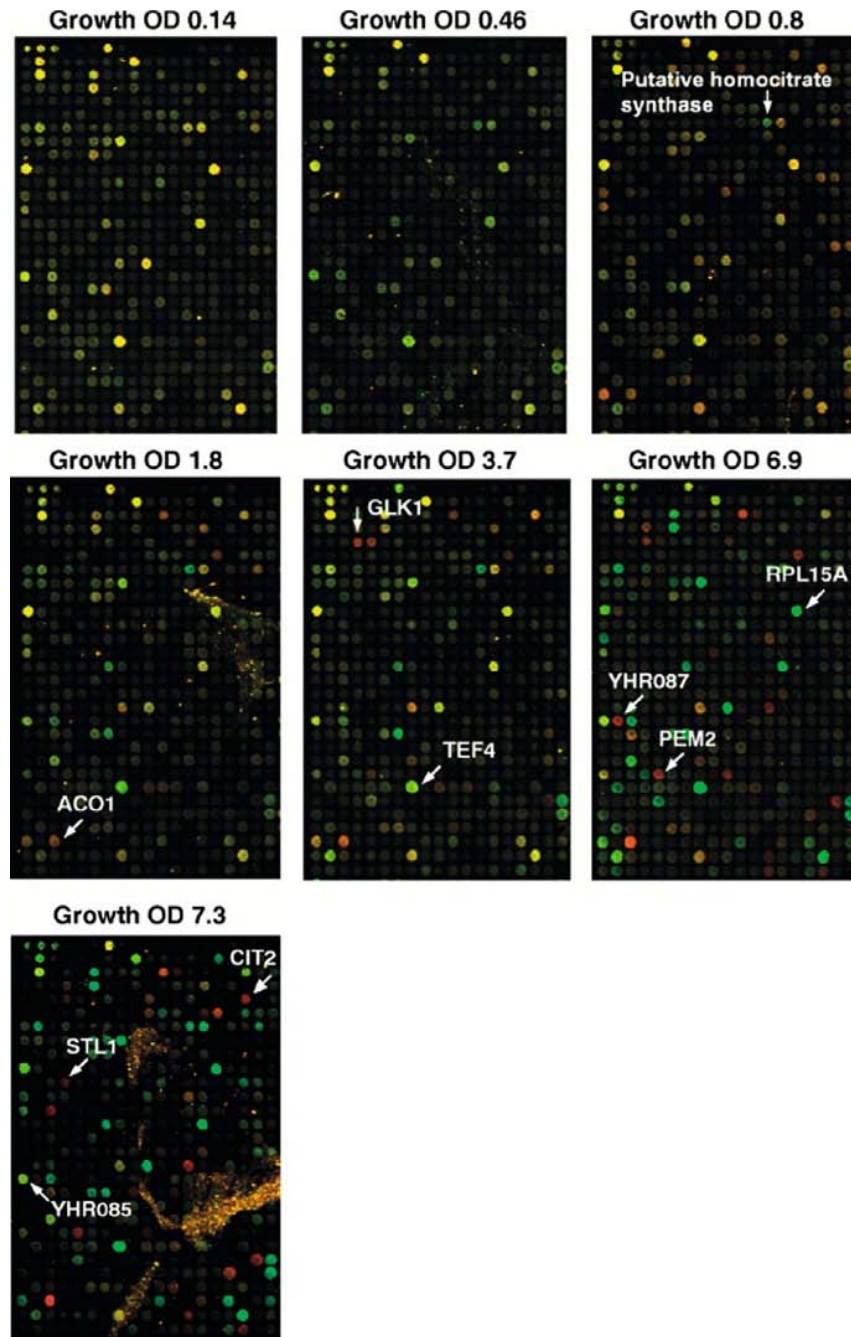 Growth OD 0.14
Growth OD 0.46
Growth OD 0.8
Putative homocitrate
synthase
Growth OD 1.8
Growth OD 3.7
Growth OD 6.9
ACO1
GLK1
TEF4
RPL15A
YHR087
PEM2
Growth OD 7.3
CIT2
STL1
YHR085